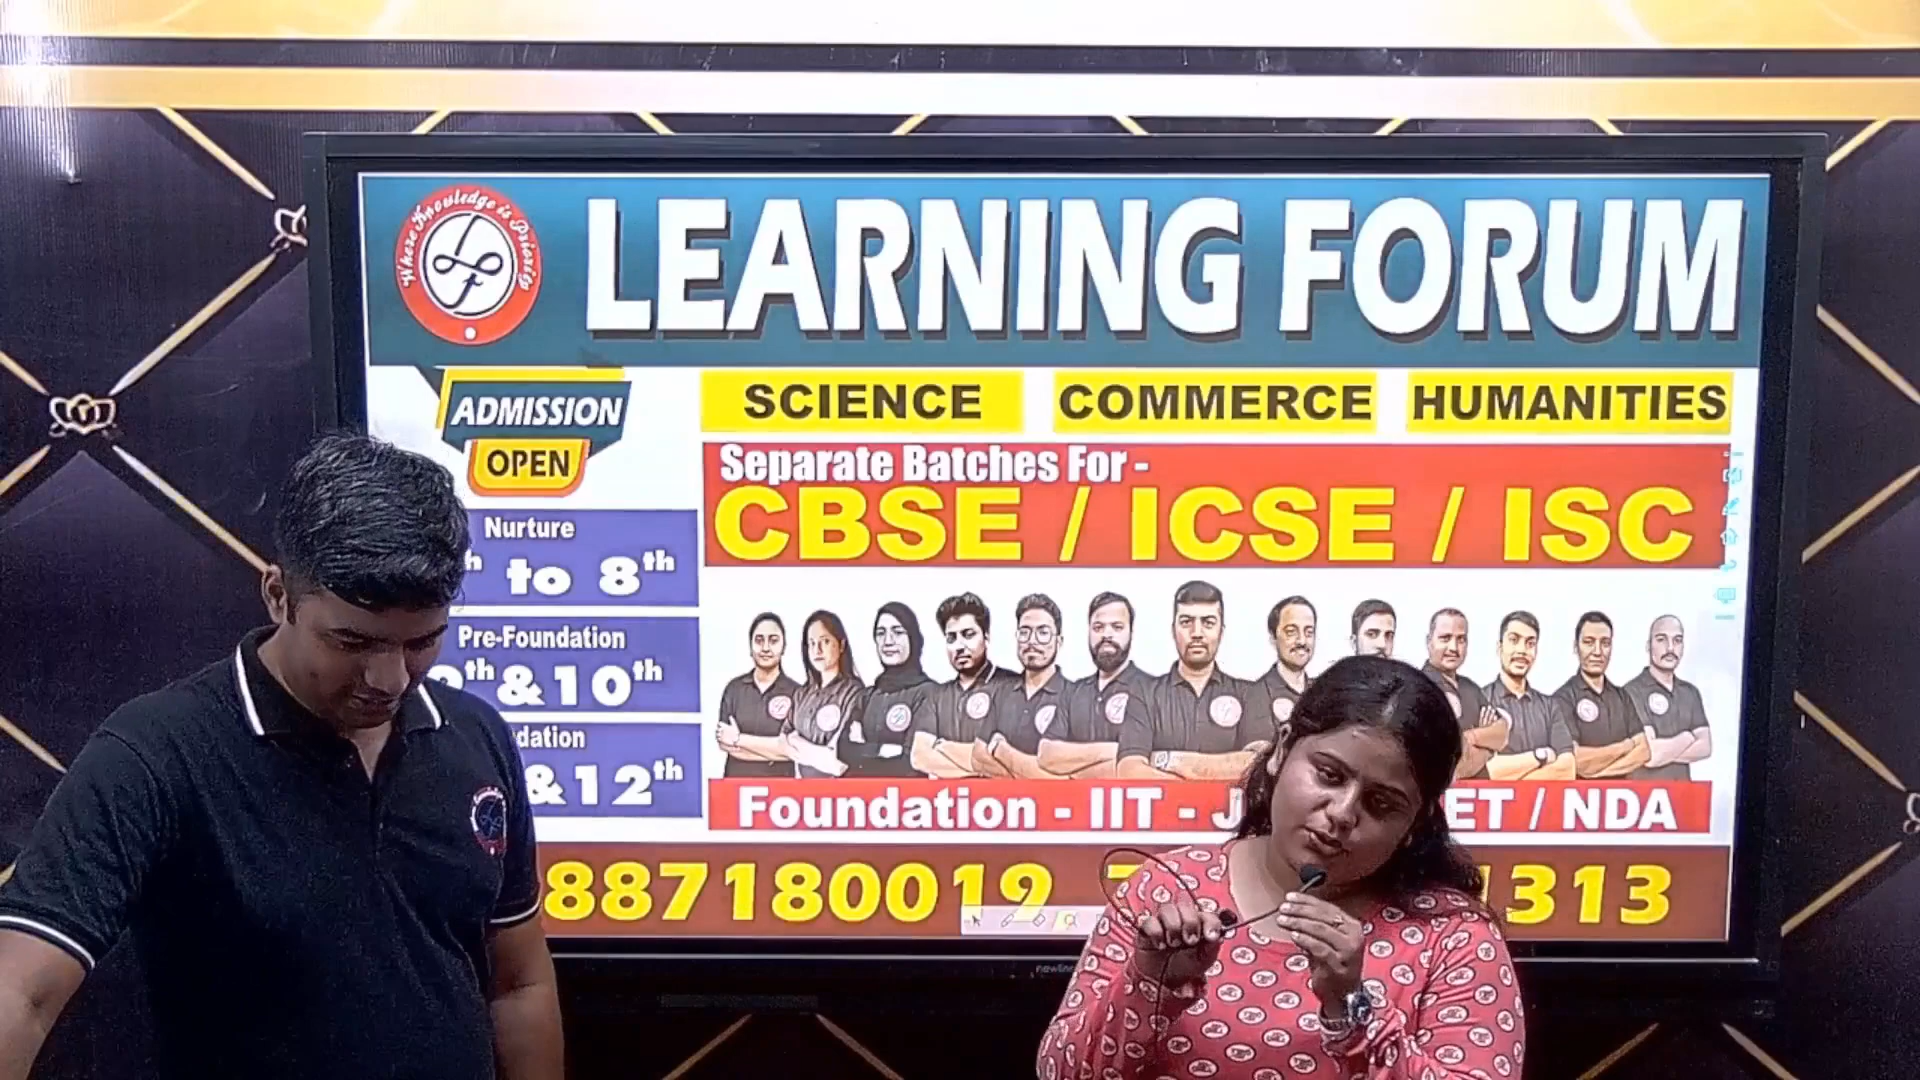 Where Knowledge is Priority
LEARNING FORUM
ADMISSION
OPEN
SCIENCE COMMERCE HUMANITIES
Separate Batches For -
CBSE / ICSE / ISC
Nurture
to 8th
Pre-Foundation
th & 10th
& 12th
Foundation - IIT - / NDA
887180019
1313